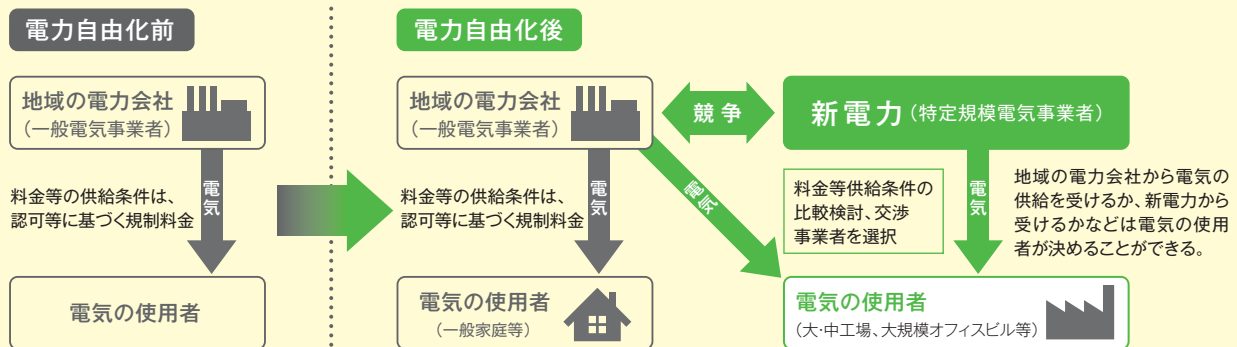 電力自由化前
地域の電力会社
（一般電気事業者）
電気
料金等の供給条件は、
認可等に基づく規制料金
電気の使用者
電力自由化後
地域の電力会社
（一般電気事業者）
競争
新電力（特定規模電気事業者）
料金等の供給条件は、
認可等に基づく規制料金
電気
電気
料金等供給条件の
比較検討、交渉
事業者を選択
電気
地域の電力会社から電気の
供給を受けるか、新電力から
受けるかなどは電気の使用
者が決めることができる。
電気の使用者
（一般家庭等）
電気の使用者
（大・中工場、大規模オフィスビル等）